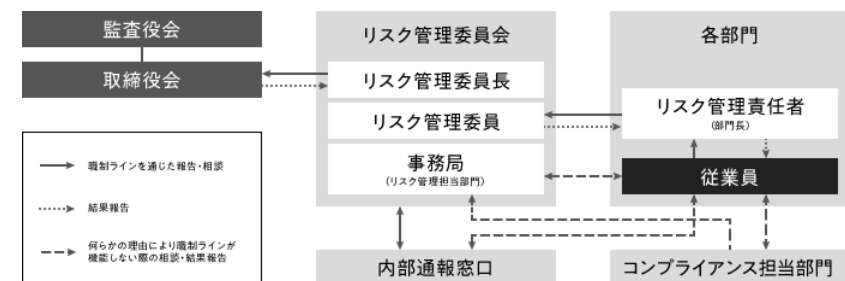 監査役会
取締役会
リスク管理委員会
リスク管理委員長
リスク管理委員
事務局
(リスク管理担当部門)
各部門
リスク管理責任者
(部門長)
従業員
内部通報窓口
コンプライアンス担当部門
職制ラインを通じた報告・相談
結果報告
何らかの理由により職制ラインが
機能しない際の相談・結果報告